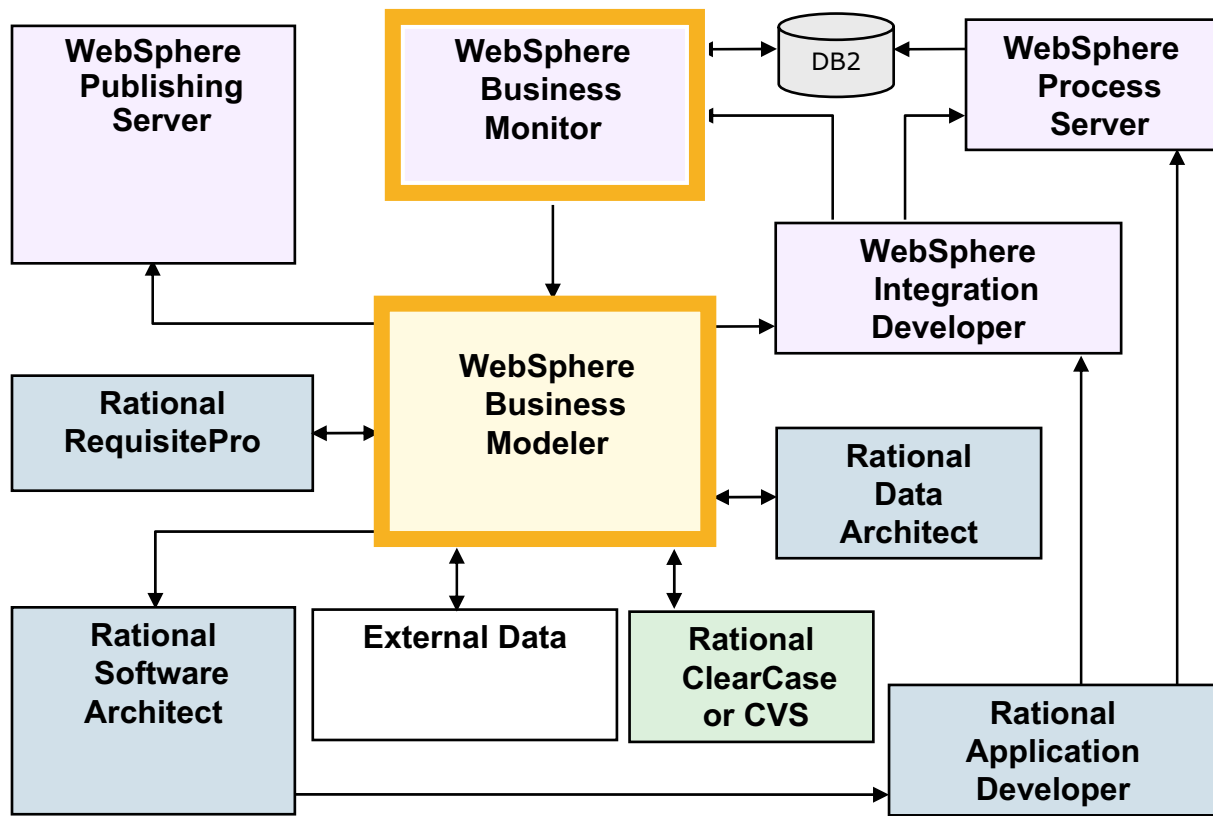 WebSphere
Publishing
Server
WebSphere
Business
Monitor
DB2
WebSphere
Process
Server
WebSphere
Integration
Developer
WebSphere
Business
Modeler
Rational
RequisitePro
Rational
Data
Architect
Rational
Software
Architect
External Data
Rational
ClearCase
or CVS
Rational
Application
Developer